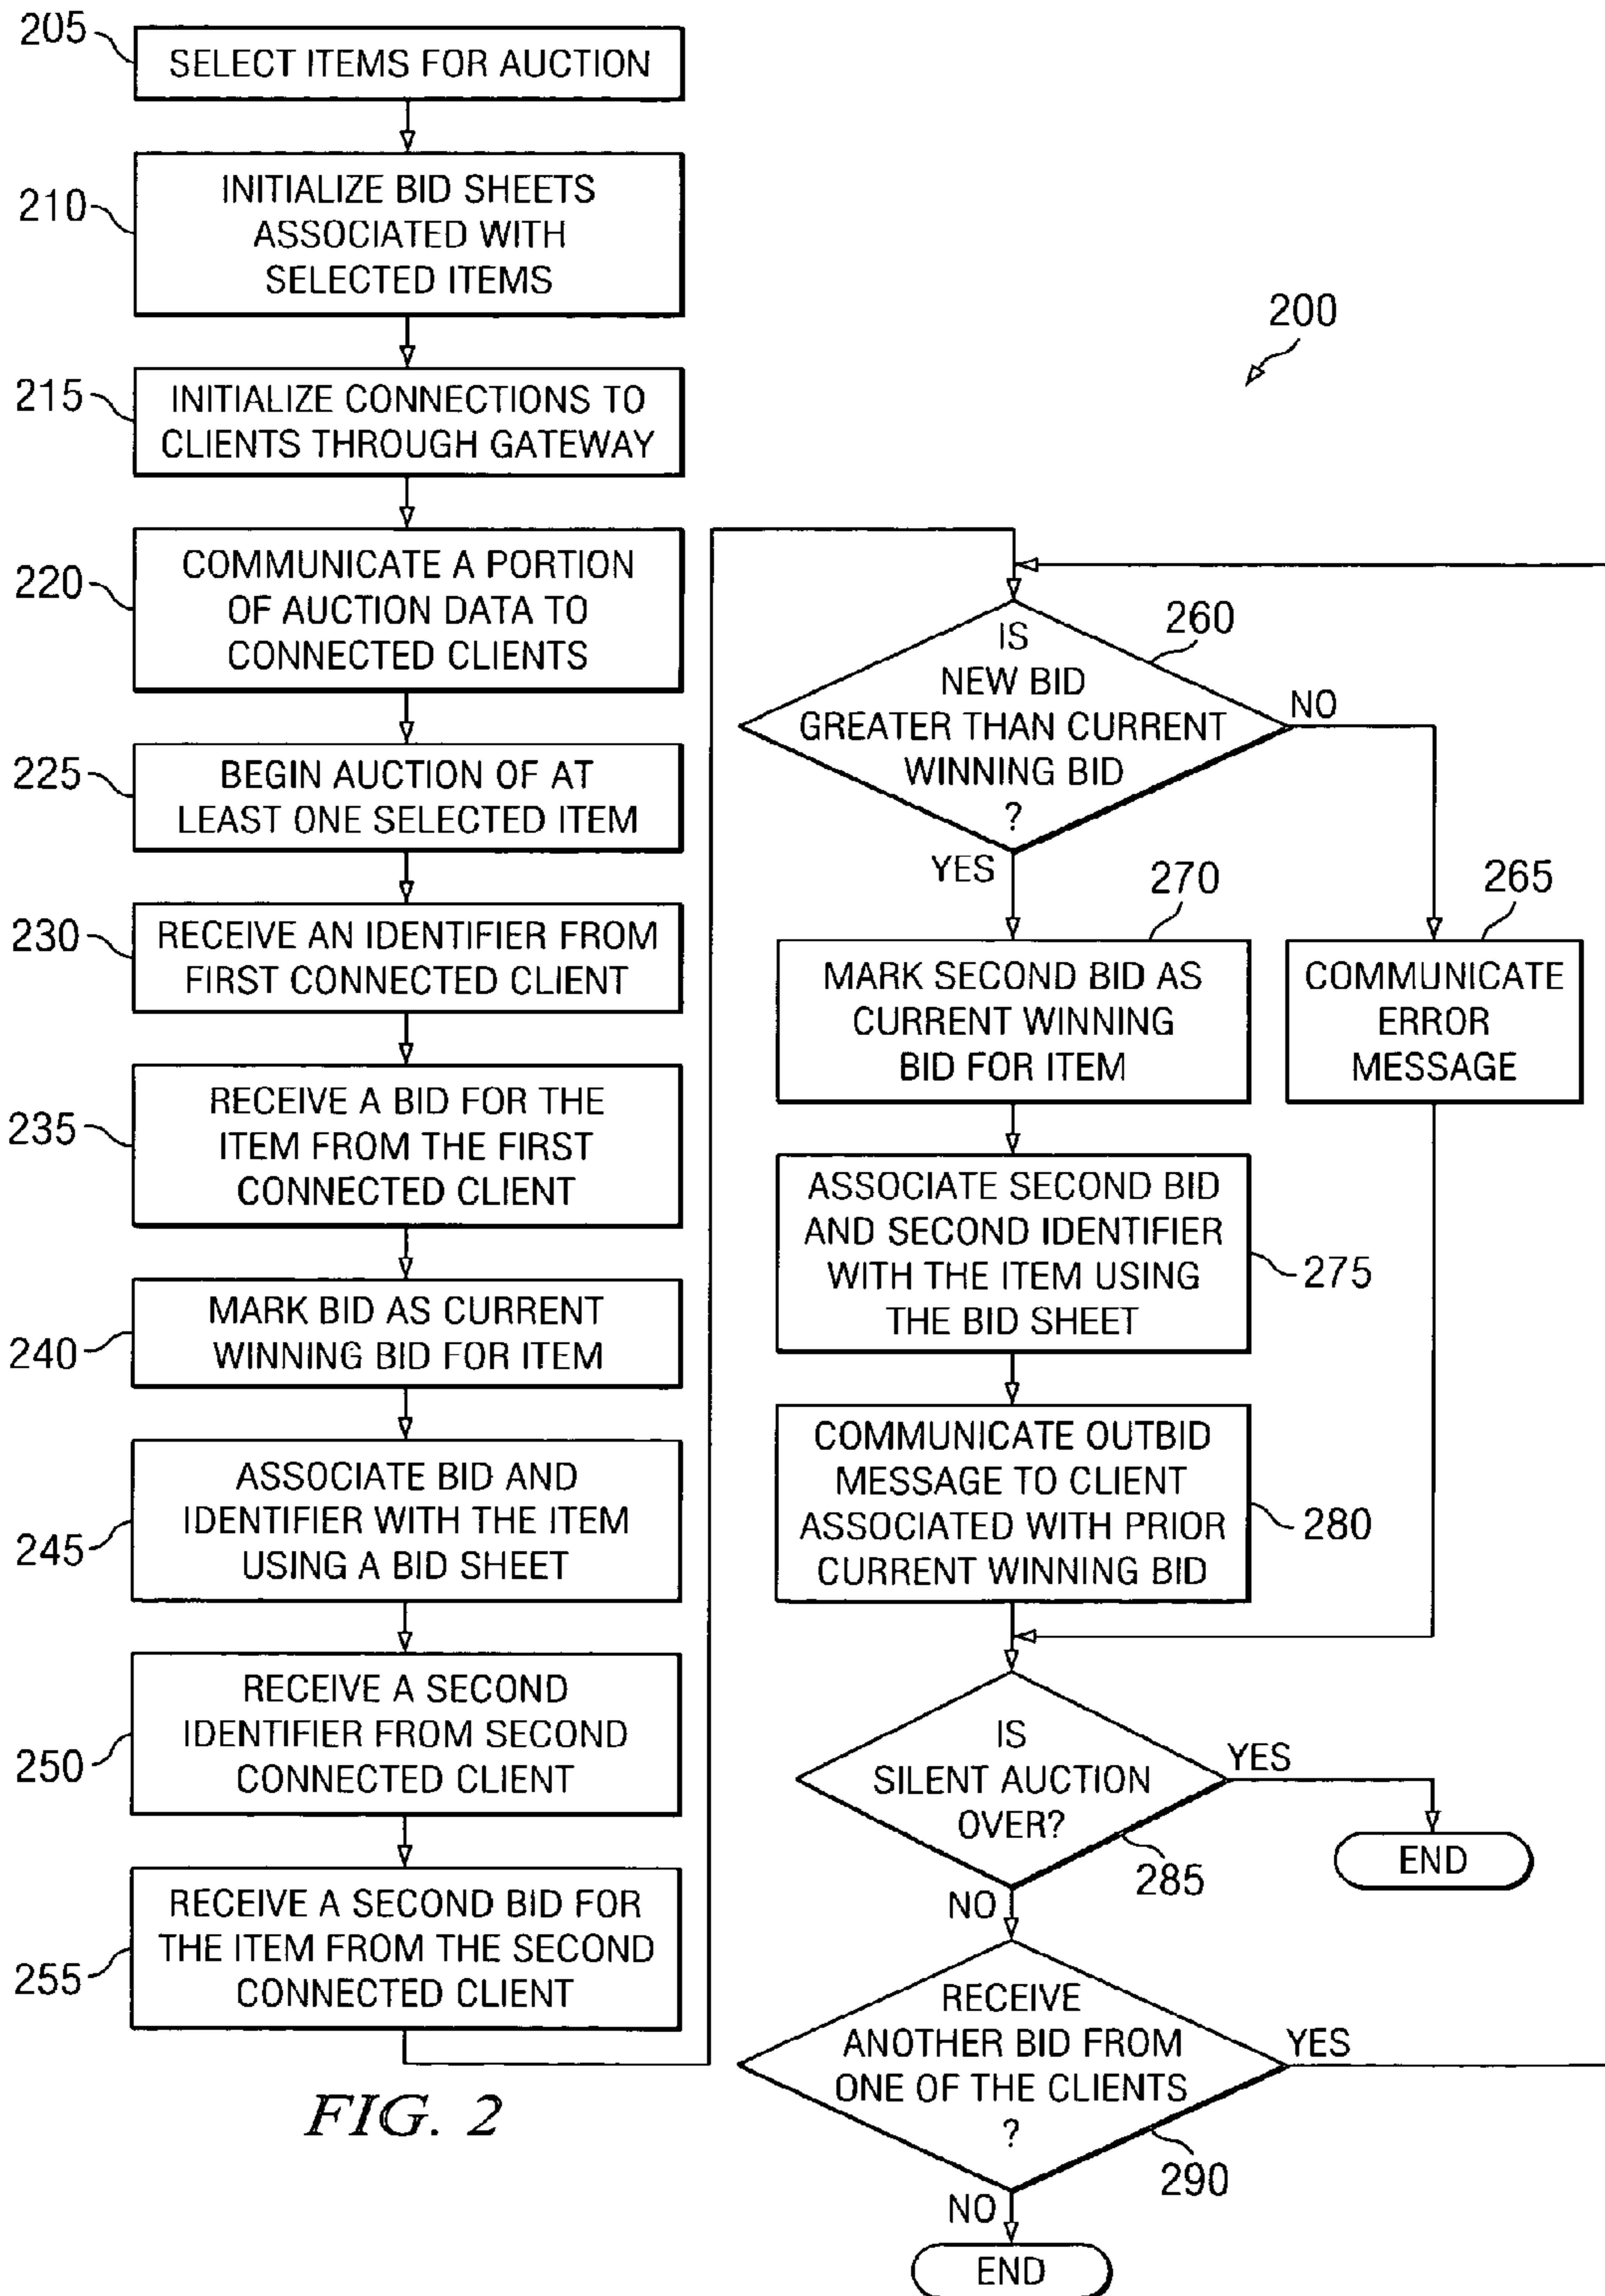 205
SELECT ITEMS FOR AUCTION
210
INITIALIZE BID SHEETS
ASSOCIATED WITH
SELECTED ITEMS
215
INITIALIZE CONNECTIONS TO
CLIENTS THROUGH GATEWAY
220
COMMUNICATE A PORTION
OF AUCTION DATA TO
CONNECTED CLIENTS
225
BEGIN AUCTION OF AT
LEAST ONE SELECTED ITEM
230
RECEIVE AN IDENTIFIER FROM
FIRST CONNECTED CLIENT
235
RECEIVE A BID FOR THE
ITEM FROM THE FIRST
CONNECTED CLIENT
240
MARK BID AS CURRENT
WINNING BID FOR ITEM
245
ASSOCIATE BID AND
IDENTIFIER WITH THE ITEM
USING A BID SHEET
250
RECEIVE A SECOND
IDENTIFIER FROM SECOND
CONNECTED CLIENT
255
RECEIVE A SECOND BID FOR
THE ITEM FROM THE SECOND
CONNECTED CLIENT
FIG. 2
200
260
IS
NEW BID
GREATER THAN CURRENT
WINNING BID
?
NO
YES
265
COMMUNICATE
ERROR
MESSAGE
270
MARK SECOND BID AS
CURRENT WINNING
BID FOR ITEM
275
ASSOCIATE SECOND BID
AND SECOND IDENTIFIER
WITH THE ITEM USING
THE BID SHEET
280
COMMUNICATE OUTBID
MESSAGE TO CLIENT
ASSOCIATED WITH PRIOR
CURRENT WINNING BID
IS
SILENT AUCTION
OVER?
YES
END
285
NO
RECEIVE
ANOTHER BID FROM
ONE OF THE CLIENTS
?
YES
290
NO
END